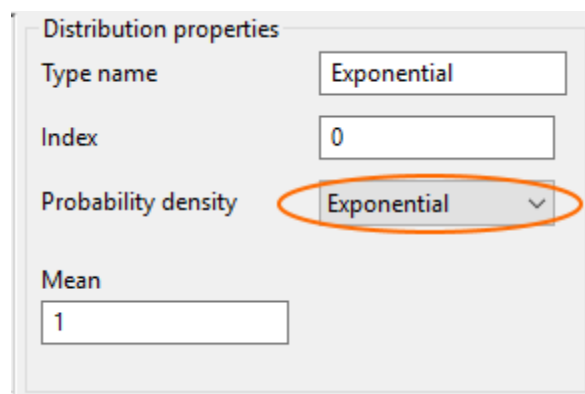 Distribution properties
Type name Exponential
Index 0
Probability density Exponential
Mean
1